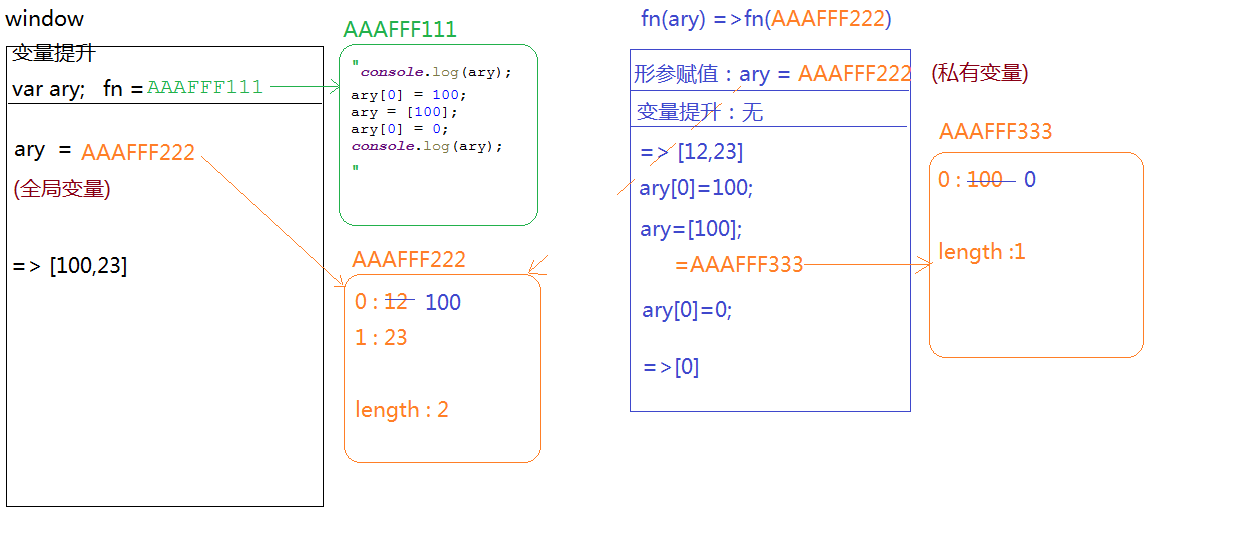 window
变量提升
var ary; fn = AAAFFF111
ary = AAAFFF222
(全局变量)
=> [100,23]
AAAFFF111
"console.log(ary);
ary[0] = 100;
ary = [100];
ary[0] = 0;
console.log(ary);
"
AAAFFF222
0 : 12 100
1 : 23
length : 2
fn(ary) =>fn(AAAFFF222)
形参赋值 : ary = AAAFFF222 (私有变量)
变量提升 : 无
=> [12,23]
ary[0]=100;
ary=[100];
=AAAFFF333
ary[0]=0;
=>[0]
AAAFFF333
0 : 100 0
length :1